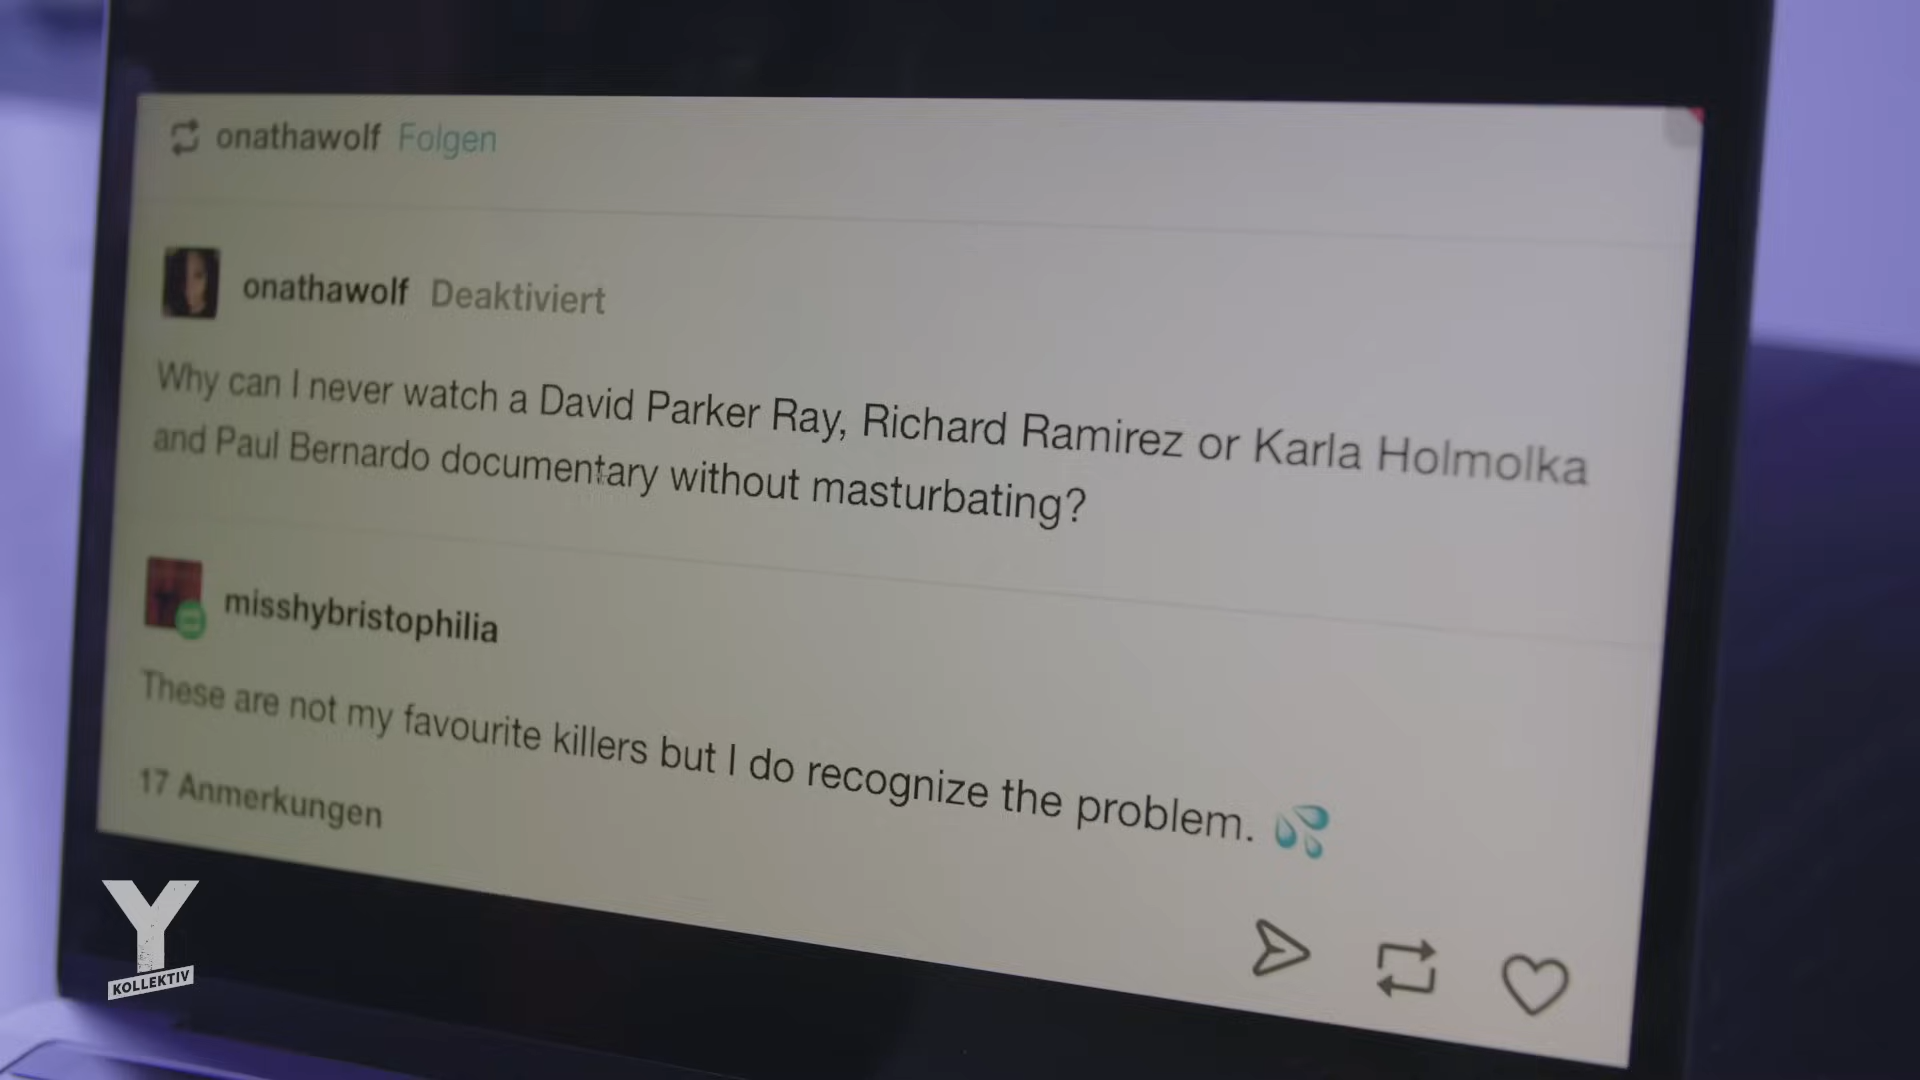 onathawolf Folgen
onathawolf Deaktiviert
Why can I never watch a David Parker Ray, Richard Ramirez or Karla Holmolka
and Paul Bernardo documentary without masturbating?
misshybristophilia
These are not my favourite killers but I do recognize the problem. 💦
17 Anmerkungen
Y
KOLLEKTIV